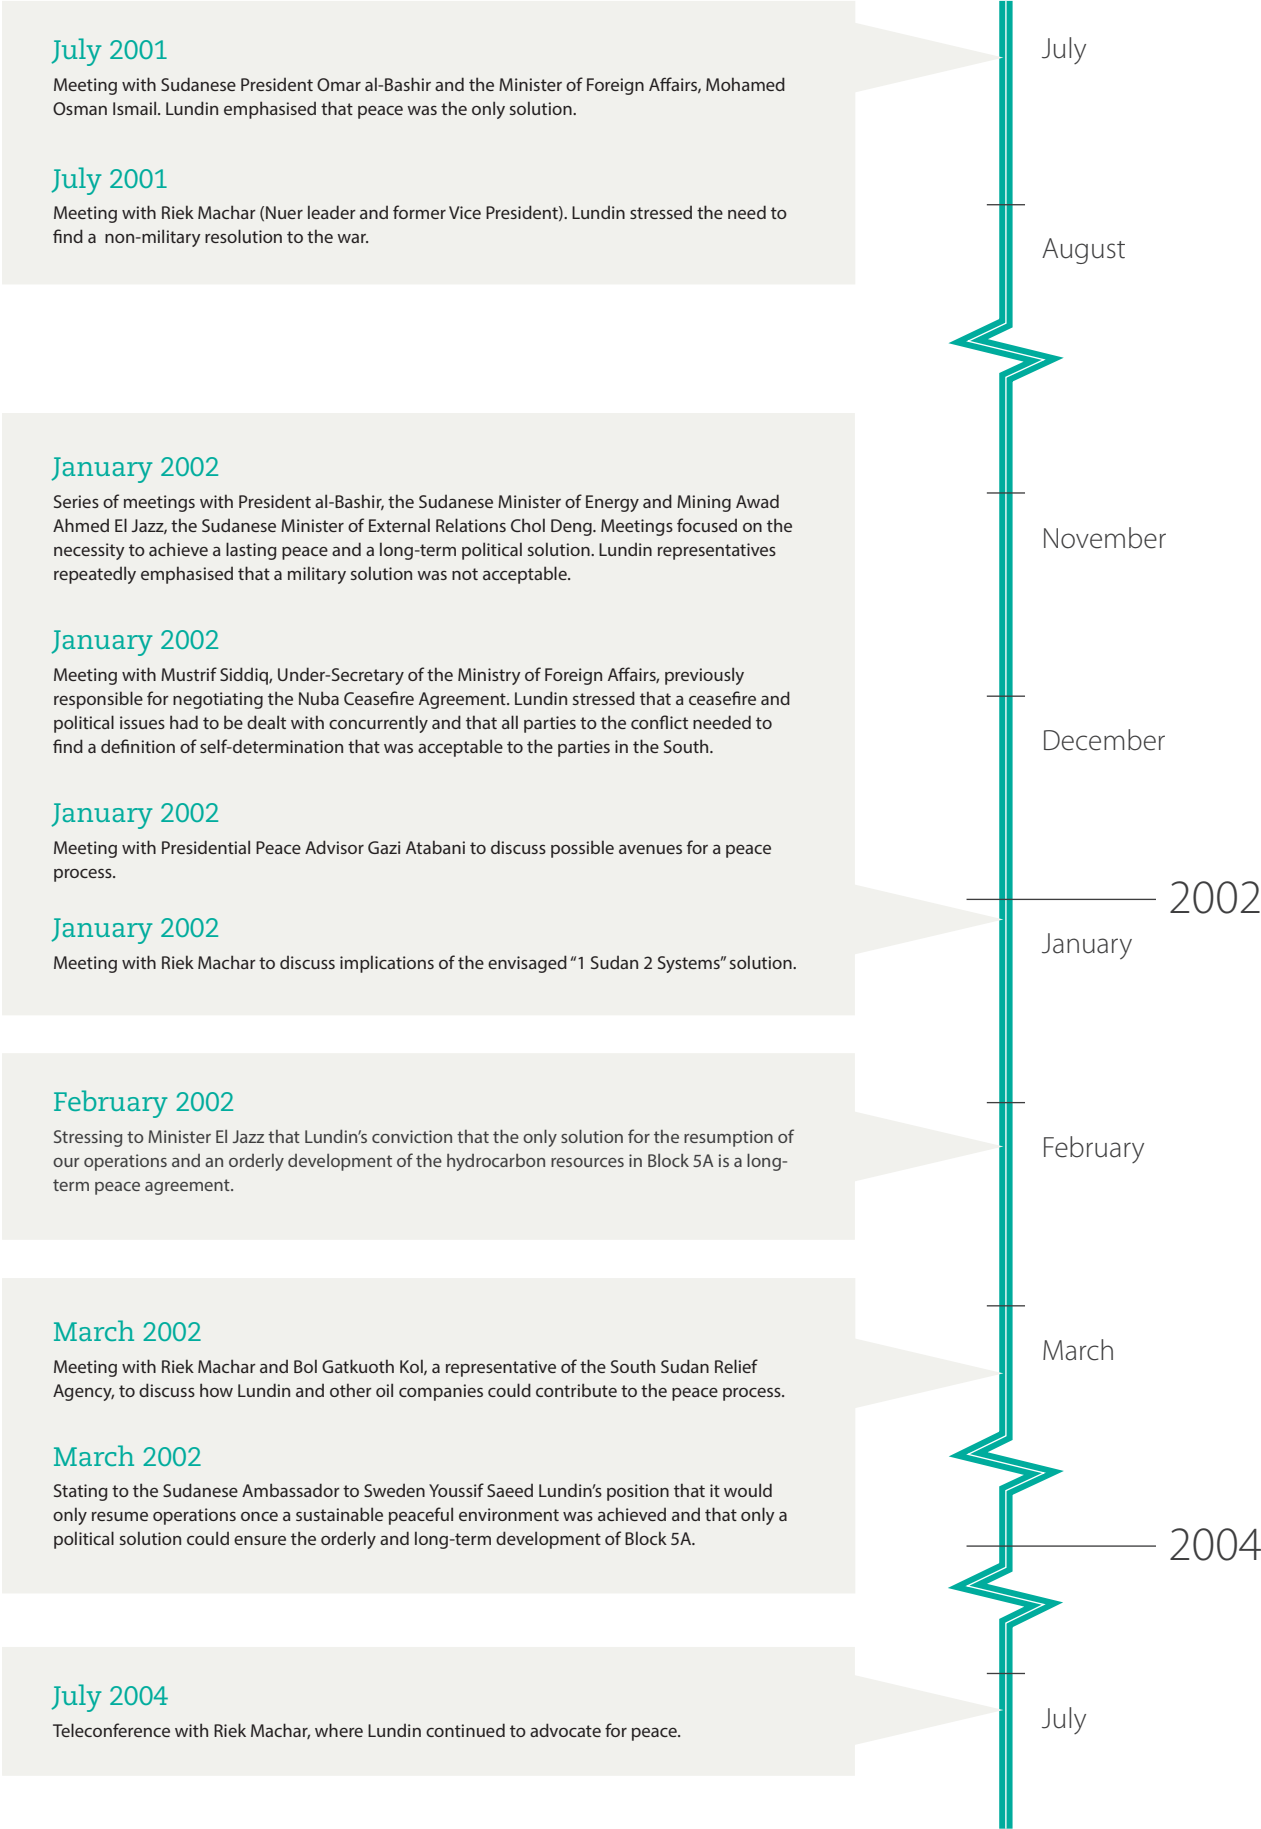 July 2001
Meeting with Sudanese President Omar al-Bashir and the Minister of Foreign Affairs, Mohamed
Osman Ismail. Lundin emphasised that peace was the only solution.
July 2001
Meeting with Riek Machar (Nuer leader and former Vice President). Lundin stressed the need to
find a non-military resolution to the war.
July
August
January 2002
Series of meetings with President al-Bashir, the Sudanese Minister of Energy and Mining Awad
Ahmed El Jazz, the Sudanese Minister of External Relations Chol Deng. Meetings focused on the
necessity to achieve a lasting peace and a long-term political solution. Lundin representatives
repeatedly emphasised that a military solution was not acceptable.
January 2002
Meeting with Mustrif Siddiq, Under-Secretary of the Ministry of Foreign Affairs, previously
responsible for negotiating the Nuba Ceasefire Agreement. Lundin stressed that a ceasefire and
political issues had to be dealt with concurrently and that all parties to the conflict needed to
find a definition of self-determination that was acceptable to the parties in the South.
January 2002
Meeting with Presidential Peace Advisor Gazi Atabani to discuss possible avenues for a peace
process.
January 2002
Meeting with Riek Machar to discuss implications of the envisaged “1 Sudan 2 Systems” solution.
November
December
2002
January
February 2002
Stressing to Minister El Jazz that Lundin’s conviction that the only solution for the resumption of
our operations and an orderly development of the hydrocarbon resources in Block 5A is a long-
term peace agreement.
February
March 2002
Meeting with Riek Machar and Bol Gatkuoth Kol, a representative of the South Sudan Relief
Agency, to discuss how Lundin and other oil companies could contribute to the peace process.
March 2002
Stating to the Sudanese Ambassador to Sweden Youssif Saeed Lundin’s position that it would
only resume operations once a sustainable peaceful environment was achieved and that only a
political solution could ensure the orderly and long-term development of Block 5A.
March
2004
July 2004
Teleconference with Riek Machar, where Lundin continued to advocate for peace.
July